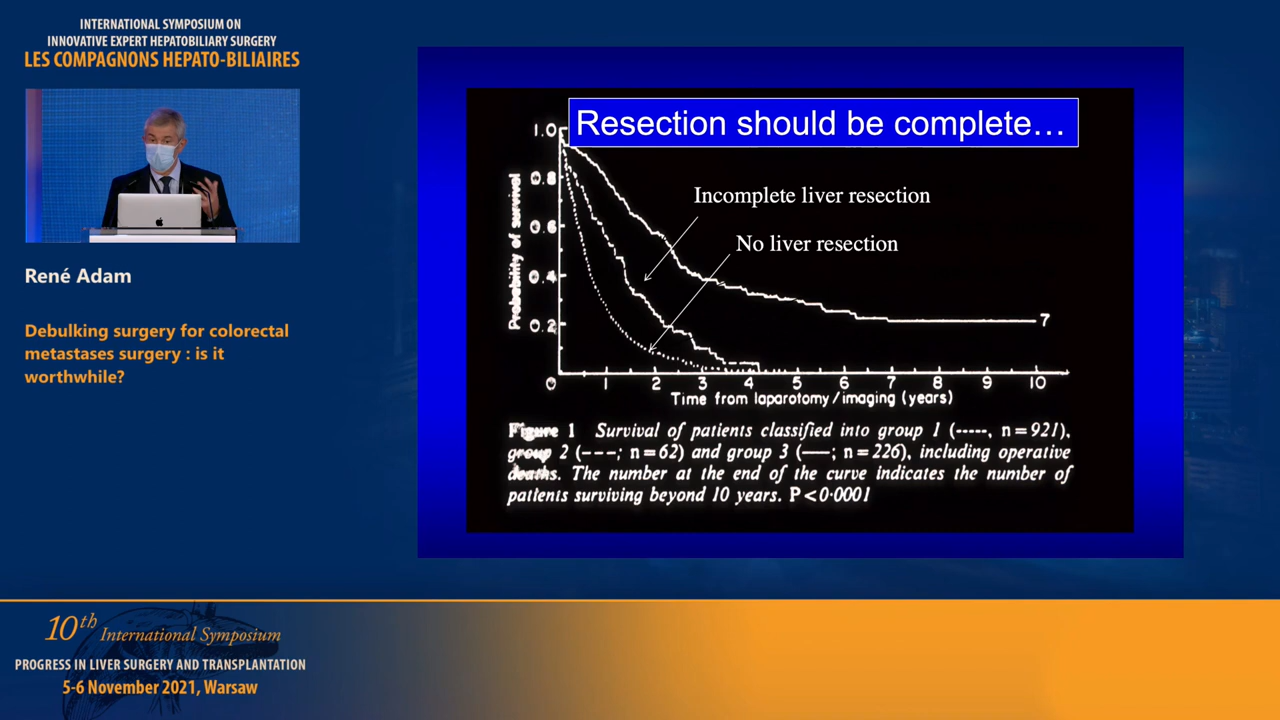 INTERNATIONAL SYMPOSIUM ON
INNOVATIVE EXPERT HEPATOBILIARY SURGERY
LES COMPAGNONS HEPATO-BILIAIRES
René Adam
Debulking surgery for colorectal
metastases surgery : is it
worthwhile?
Resection should be complete…
Incomplete liver resection
No liver resection
Probability of survival
1.0
0.8
0.6
0.4
0.2
0
1
2
3
4
5
6
7
8
9
10
7
Time from laparotomy/imaging (years)
Figure 1 Survival of patients classified into group 1 (-----, n=921),
group 2 (---; n=62) and group 3 (—; n=226), including operative
deaths. The number at the end of the curve indicates the number of
patients surviving beyond 10 years. P<0·0001
10th International Symposium
PROGRESS IN LIVER SURGERY AND TRANSPLANTATION
5-6 November 2021, Warsaw